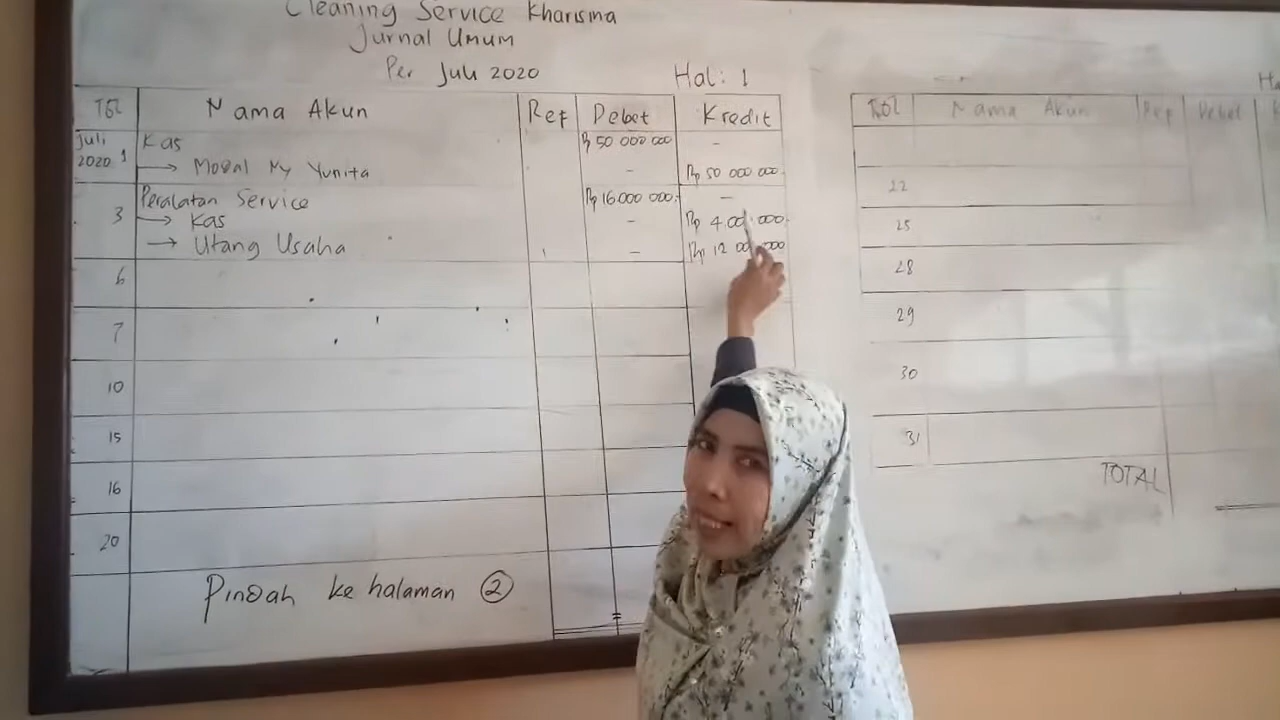 Cleaning Service Kharisma
Jurnal Umum
Per Juli 2020
Hal: 1
Tgl Nama Akun Ref Debet Kredit
Juli 2020 1 Kas Rp 50 000 000 -
→ Modal Ny Yunita - Rp 50 000 000
3 Peralatan Service Rp 16 000 000 -
→ Kas - Rp 4.00 .000
→ Utang Usaha - Rp 12 00 000
6
7
10
15
16
20
Pindah ke halaman 2
Ha
Tgl Nama Akun Ref Debet
22
25
28
29
30
31
TOTAL